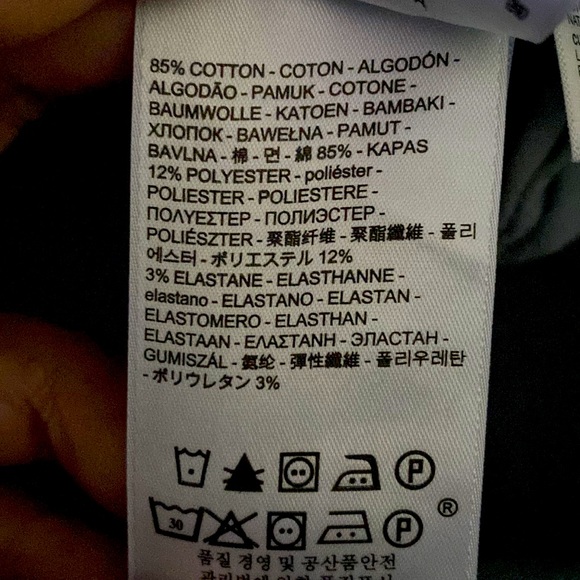 85% COTTON - COTON - ALGODÓN -
ALGODÃO - PAMUK - COTONE -
BAUMWOLLE - KATOEN - BAMBAKI -
ХЛОПОК - BAWEŁNA - PAMUT -
BAVLNA - 棉 - 면 - 綿 85% - KAPAS
12% POLYESTER - poliéster -
POLIESTER - POLIESTERE -
ΠΟΛΥΕΣΤΕΡ - ПОЛИЭСТЕР -
POLIÉSZTER - 聚酯纤维 - 聚酯纖維 - 폴리
에스터 - ポリエステル 12%
3% ELASTANE - ELASTHANNE -
elastano - ELASTANO - ELASTAN -
ELASTOMERO - ELASTHAN -
ELASTAAN - ΕΛΑΣΤΑΝΗ - ЭЛАСТАН -
GUMISZÁL - 氨纶 - 彈性纖維 - 폴리우레탄
- ポリウレタン 3%
P
30 P ®
품질 경영 및 공산품안전